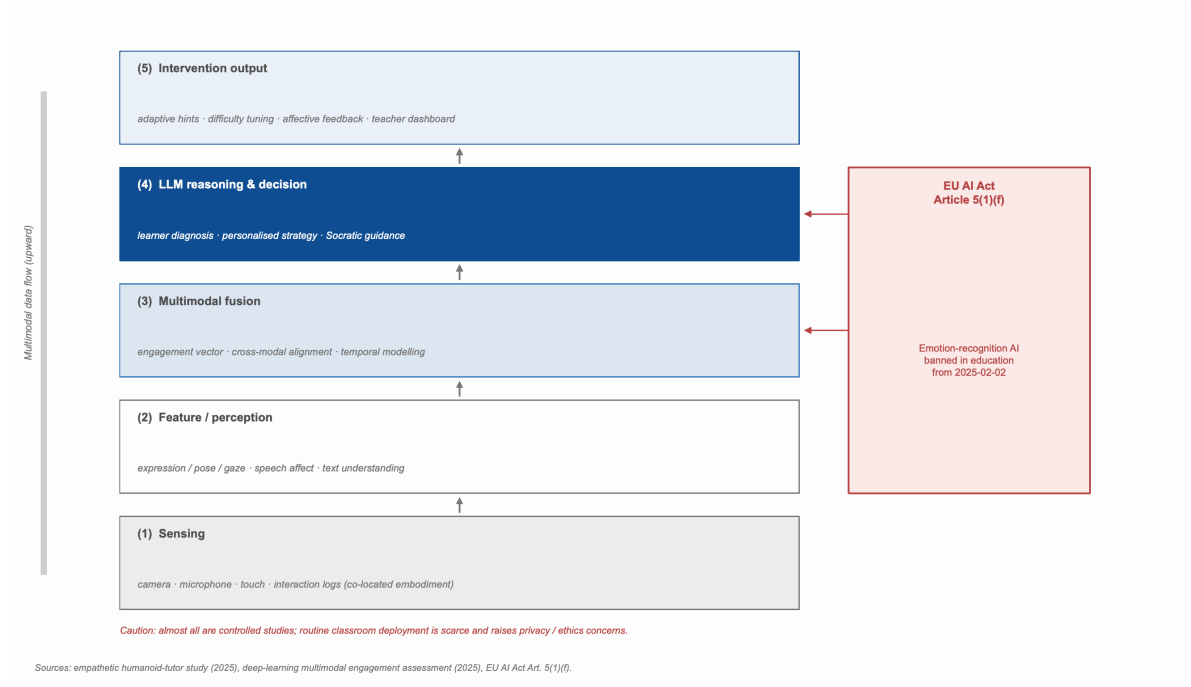 (5) Intervention output
adaptive hints · difficulty tuning · affective feedback · teacher dashboard
(4) LLM reasoning & decision
learner diagnosis · personalised strategy · Socratic guidance
(3) Multimodal fusion
engagement vector · cross-modal alignment · temporal modelling
(2) Feature / perception
expression / pose / gaze · speech affect · text understanding
(1) Sensing
camera · microphone · touch · interaction logs (co-located embodiment)
Multimodal data flow (upward)
EU AI Act
Article 5(1)(f)
Emotion-recognition AI
banned in education
from 2025-02-02
Caution: almost all are controlled studies; routine classroom deployment is scarce and raises privacy / ethics concerns.
Sources: empathetic humanoid-tutor study (2025), deep-learning multimodal engagement assessment (2025), EU AI Act Art. 5(1)(f).